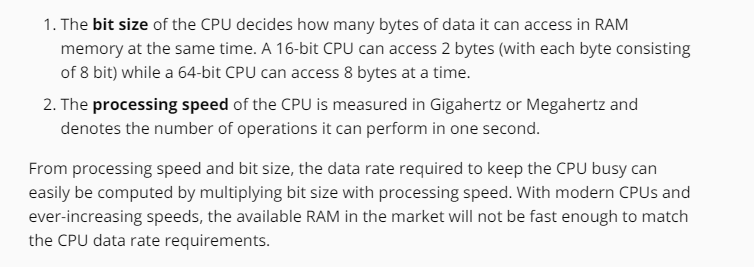 1. The bit size of the CPU decides how many bytes of data it can access in RAM
memory at the same time. A 16-bit CPU can access 2 bytes (with each byte consisting
of 8 bit) while a 64-bit CPU can access 8 bytes at a time.
2. The processing speed of the CPU is measured in Gigahertz or Megahertz and
denotes the number of operations it can perform in one second.
From processing speed and bit size, the data rate required to keep the CPU busy can
easily be computed by multiplying bit size with processing speed. With modern CPUs and
ever-increasing speeds, the available RAM in the market will not be fast enough to match
the CPU data rate requirements.